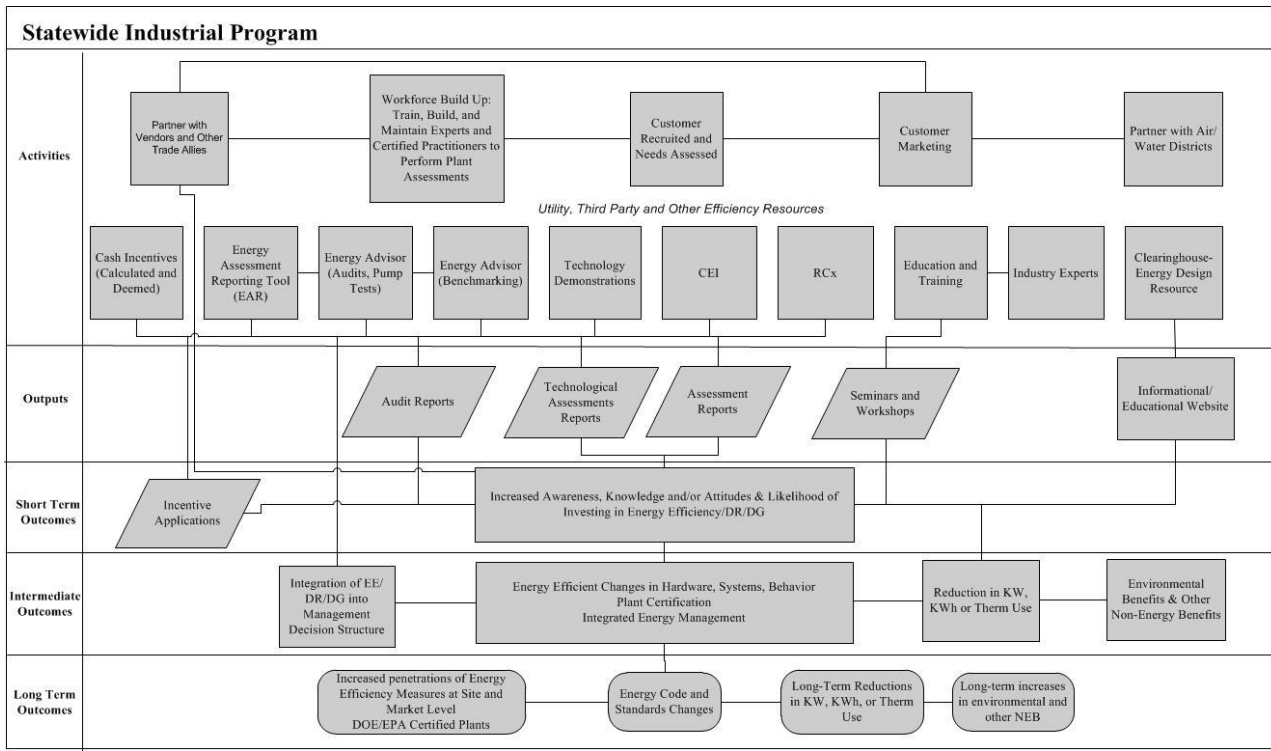 Statewide Industrial Program
Activities
Partner with
Vendors and Other
Trade Allies
Workforce Build Up:
Train, Build, and
Maintain Experts and
Certified Practitioners to
Perform Plant
Assessments
Customer
Recruited and
Needs Assessed
Customer
Marketing
Partner with Air/
Water Districts
Utility, Third Party and Other Efficiency Resources
Cash Incentives
(Calculated and
Deemed)
Energy
Assessment
Reporting Tool
(EAR)
Energy Advisor
(Audits, Pump
Tests)
Energy Advisor
(Benchmarking)
Technology
Demonstrations
CEI
RCx
Education and
Training
Industry Experts
Clearinghouse-
Energy Design
Resource
Outputs
Audit Reports
Technological
Assessments
Reports
Assessment
Reports
Seminars and
Workshops
Informational/
Educational Website
Short Term
Outcomes
Incentive
Applications
Increased Awareness, Knowledge and/or Attitudes & Likelihood of
Investing in Energy Efficiency/DR/DG
Intermediate
Outcomes
Integration of EE/
DR/DG into
Management
Decision Structure
Energy Efficient Changes in Hardware, Systems, Behavior
Plant Certification
Integrated Energy Management
Reduction in KW,
KWh or Therm Use
Environmental
Benefits & Other
Non-Energy Benefits
Long Term
Outcomes
Increased penetrations of Energy
Efficiency Measures at Site and
Market Level
DOE/EPA Certified Plants
Energy Code and
Standards Changes
Long-Term Reductions
in KW, KWh, or Therm
Use
Long-term increases
in environmental and
other NEB